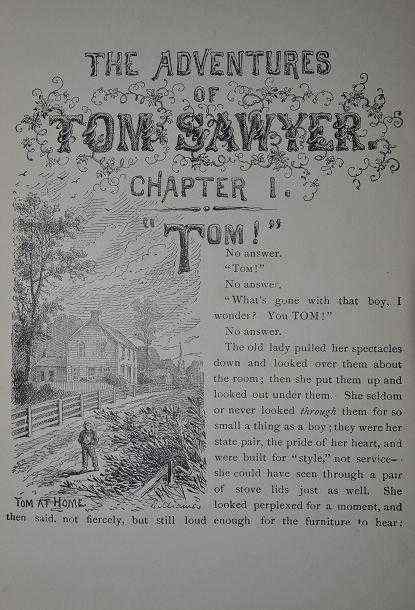 THE ADVENTURES
OF
TOM SAWYER.
CHAPTER I.
"TOM!"
No answer.
"TOM!"
No answer.
"What's gone with that boy, I
wonder? You TOM!"
No answer.
The old lady pulled her spectacles
down and looked over them about
the room; then she put them up and
looked out under them. She seldom
or never looked through them for so
small a thing as a boy; they were her
state pair, the pride of her heart, and
were built for "style," not service—
she could have seen through a pair
of stove lids just as well. She
looked perplexed for a moment, and
then said, not fiercely, but still loud enough for the furniture to hear:
TOM AT HOME.